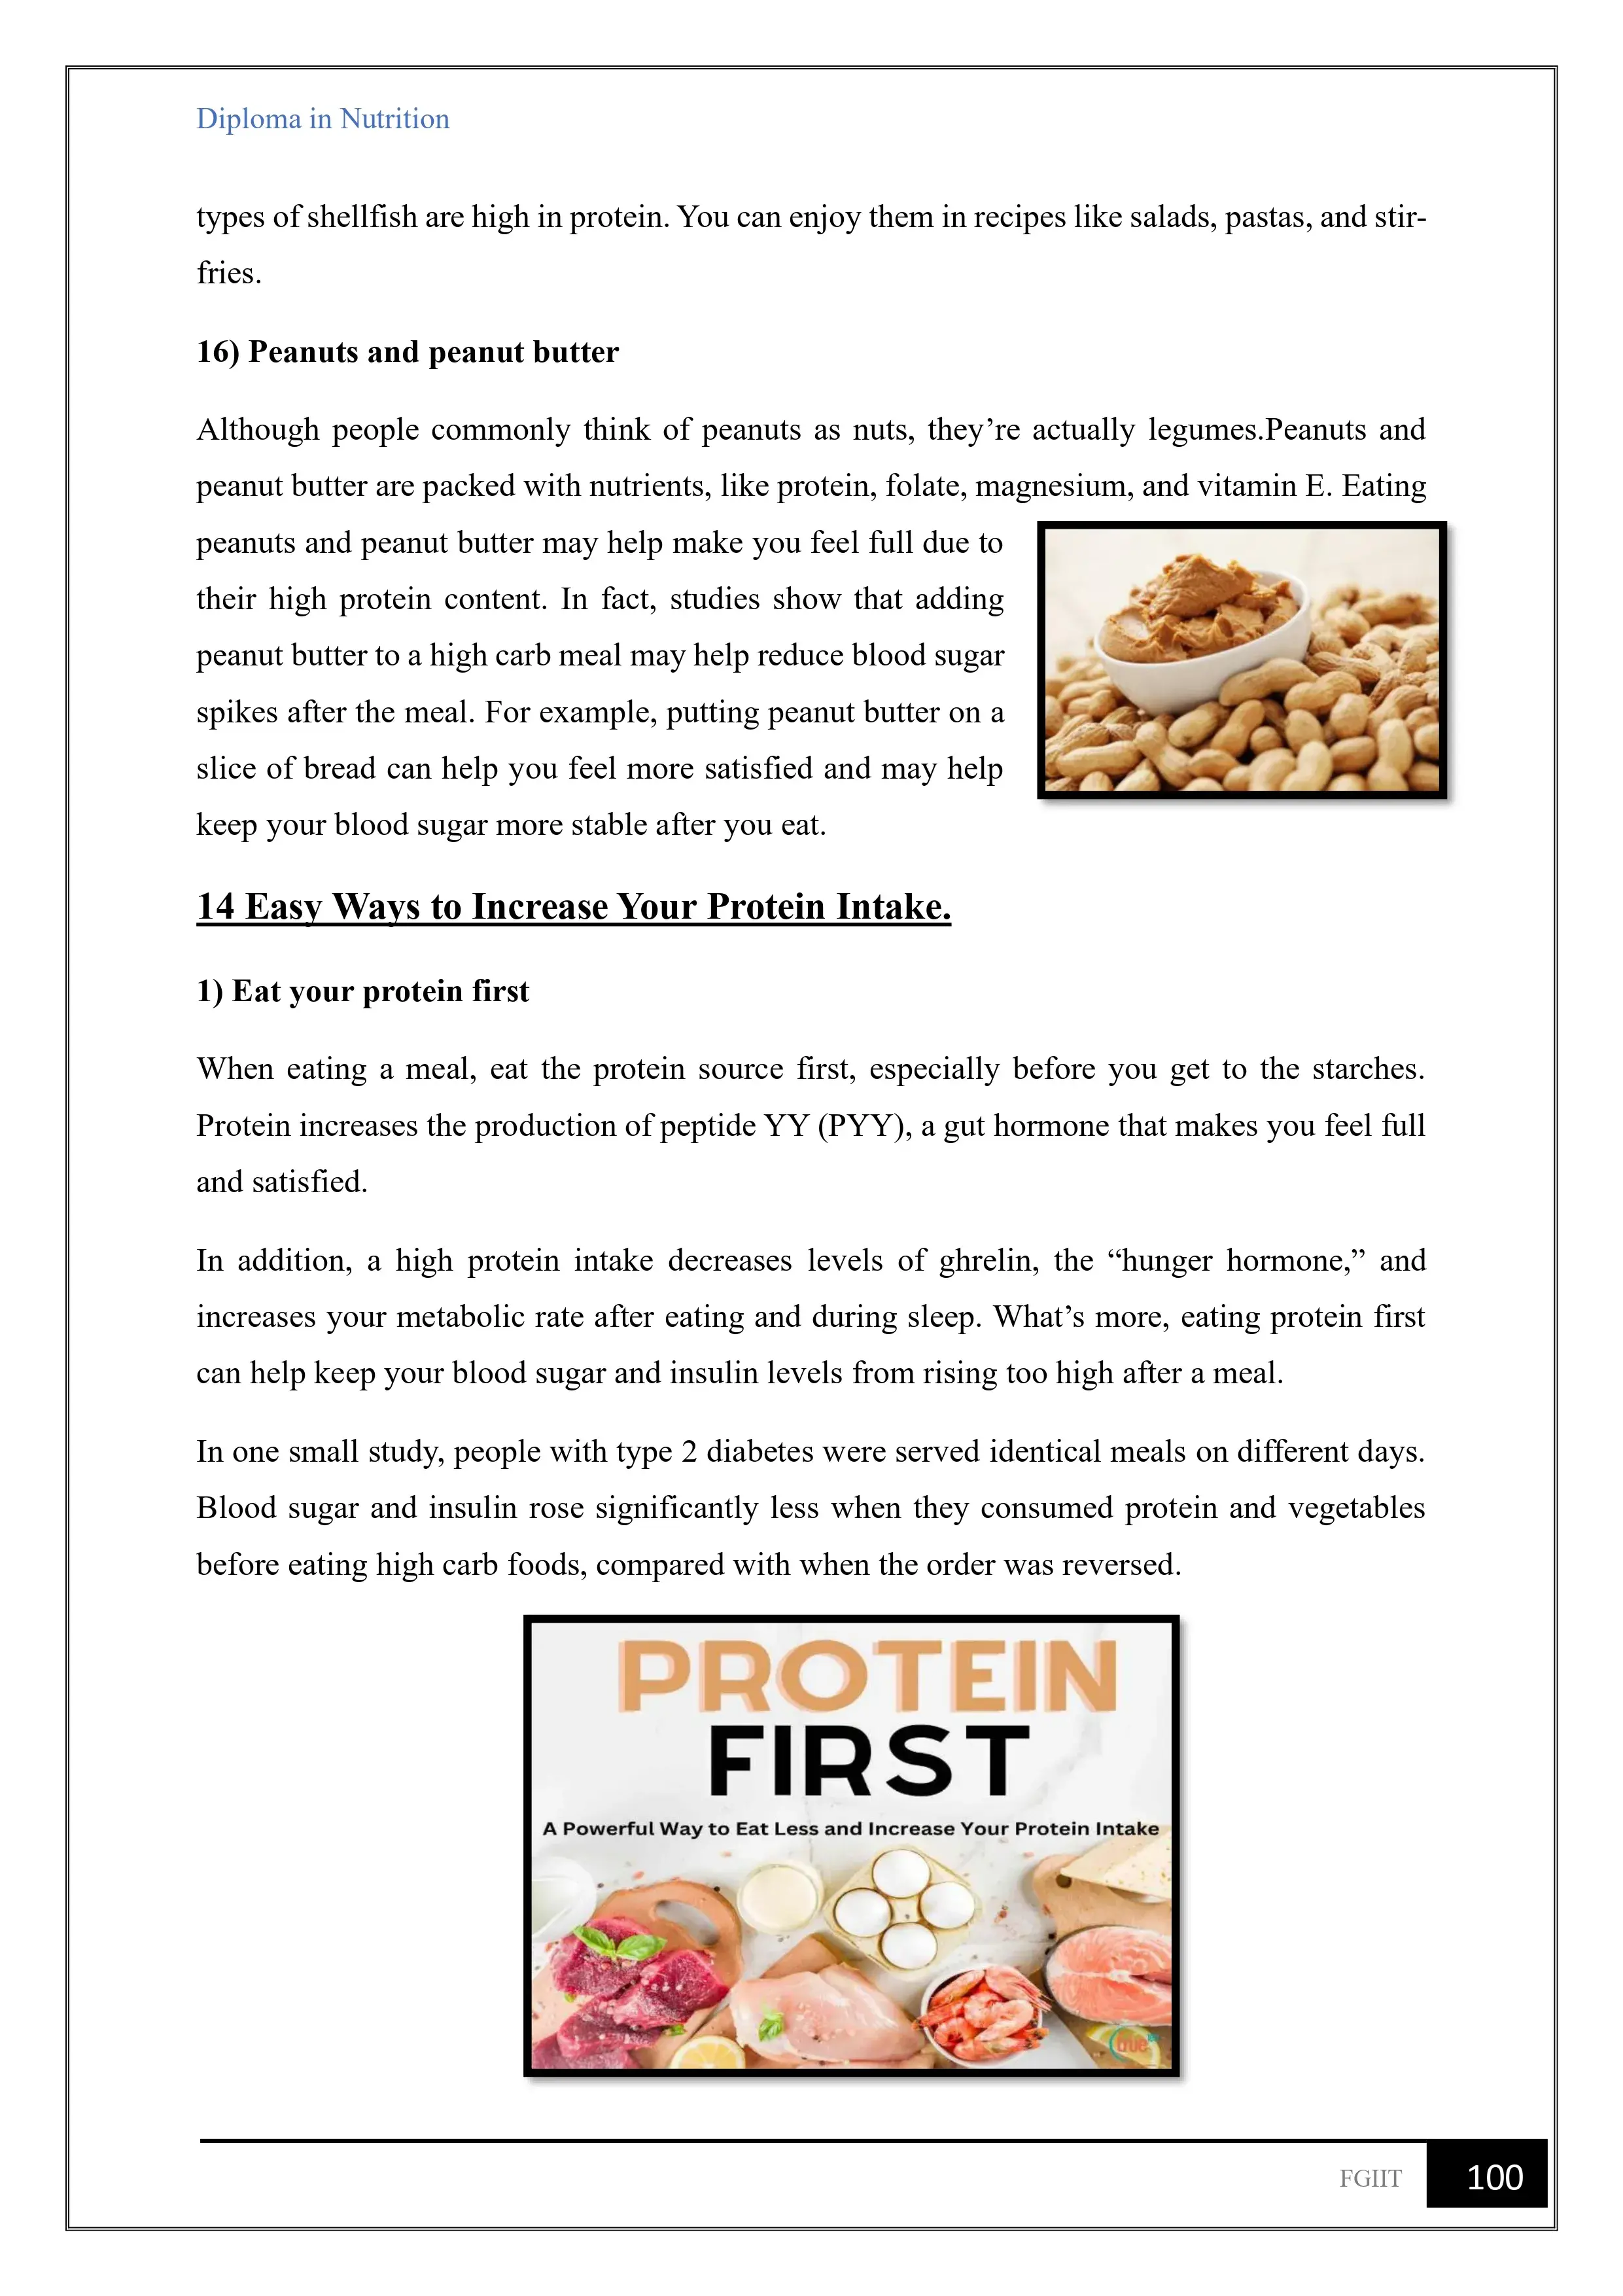 Diploma in Nutrition
types of shellfish are high in protein. You can enjoy them in recipes like salads, pastas, and stir-
fries.
16) Peanuts and peanut butter
Although people commonly think of peanuts as nuts, they’re actually legumes.Peanuts and
peanut butter are packed with nutrients, like protein, folate, magnesium, and vitamin E. Eating
peanuts and peanut butter may help make you feel full due to
their high protein content. In fact, studies show that adding
peanut butter to a high carb meal may help reduce blood sugar
spikes after the meal. For example, putting peanut butter on a
slice of bread can help you feel more satisfied and may help
keep your blood sugar more stable after you eat.
14 Easy Ways to Increase Your Protein Intake.
1) Eat your protein first
When eating a meal, eat the protein source first, especially before you get to the starches.
Protein increases the production of peptide YY (PYY), a gut hormone that makes you feel full
and satisfied.
In addition, a high protein intake decreases levels of ghrelin, the “hunger hormone,” and
increases your metabolic rate after eating and during sleep. What’s more, eating protein first
can help keep your blood sugar and insulin levels from rising too high after a meal.
In one small study, people with type 2 diabetes were served identical meals on different days.
Blood sugar and insulin rose significantly less when they consumed protein and vegetables
before eating high carb foods, compared with when the order was reversed.
PROTEIN
FIRST
A Powerful Way to Eat Less and Increase Your Protein Intake
true
FGIIT
100